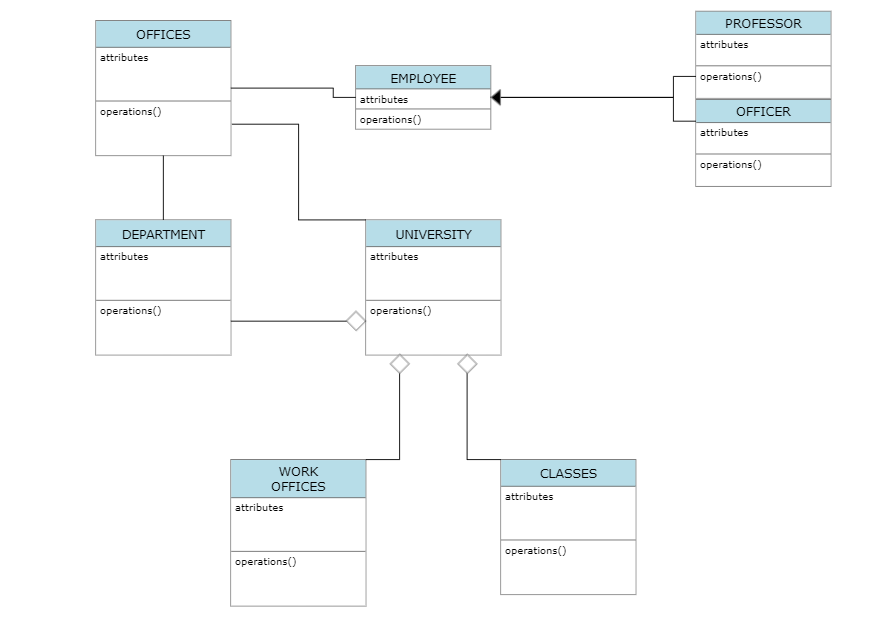 OFFICES
attributes
operations()
EMPLOYEE
attributes
operations()
PROFESSOR
attributes
operations()
OFFICER
attributes
operations()
DEPARTMENT
attributes
operations()
UNIVERSITY
attributes
operations()
WORK
OFFICES
attributes
operations()
CLASSES
attributes
operations()